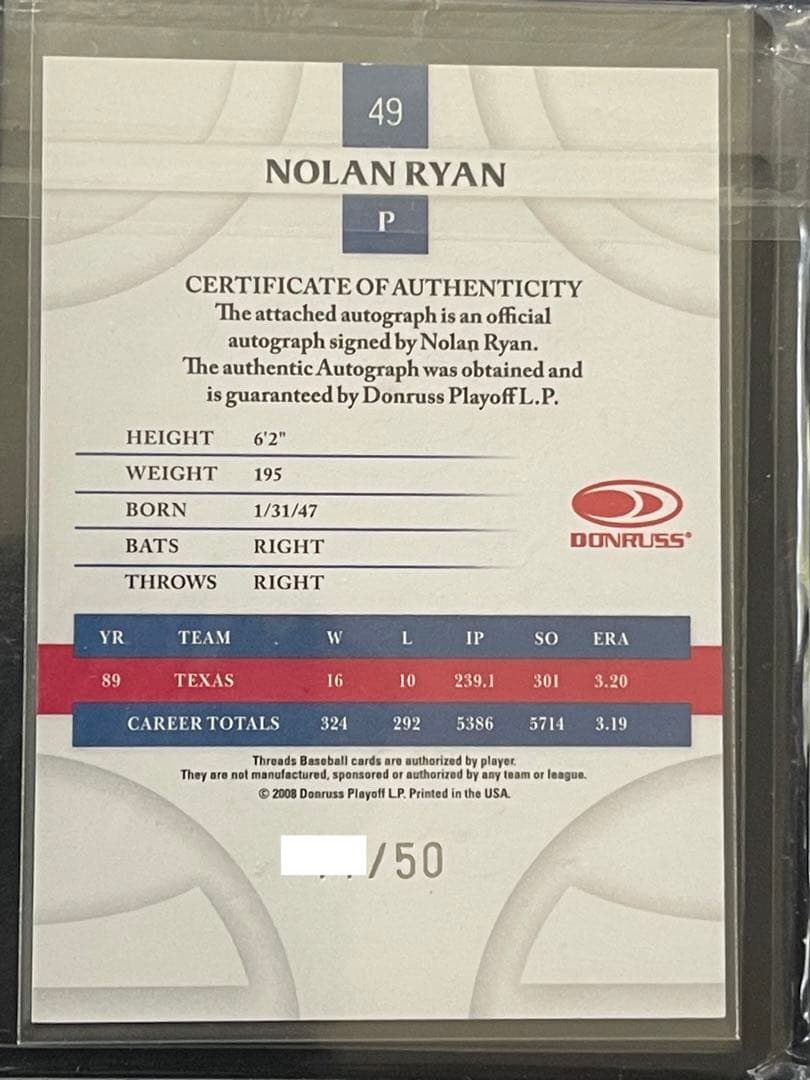 49
NOLAN RYAN
P
CERTIFICATE OF AUTHENTICITY
The attached autograph is an official
autograph signed by Nolan Ryan.
The authentic Autograph was obtained and
is guaranteed by Donruss Playoff L.P.
HEIGHT 6'2"
WEIGHT 195
BORN 1/31/47
BATS RIGHT
THROWS RIGHT
DONRUSS®
YR TEAM W L IP SO ERA
89 TEXAS 16 10 239.1 301 3.20
CAREER TOTALS 324 292 5386 5714 3.19
Threads Baseball cards are authorized by player.
They are not manufactured, sponsored or authorized by any team or league.
© 2008 Donruss Playoff L.P. Printed in the USA.
/50